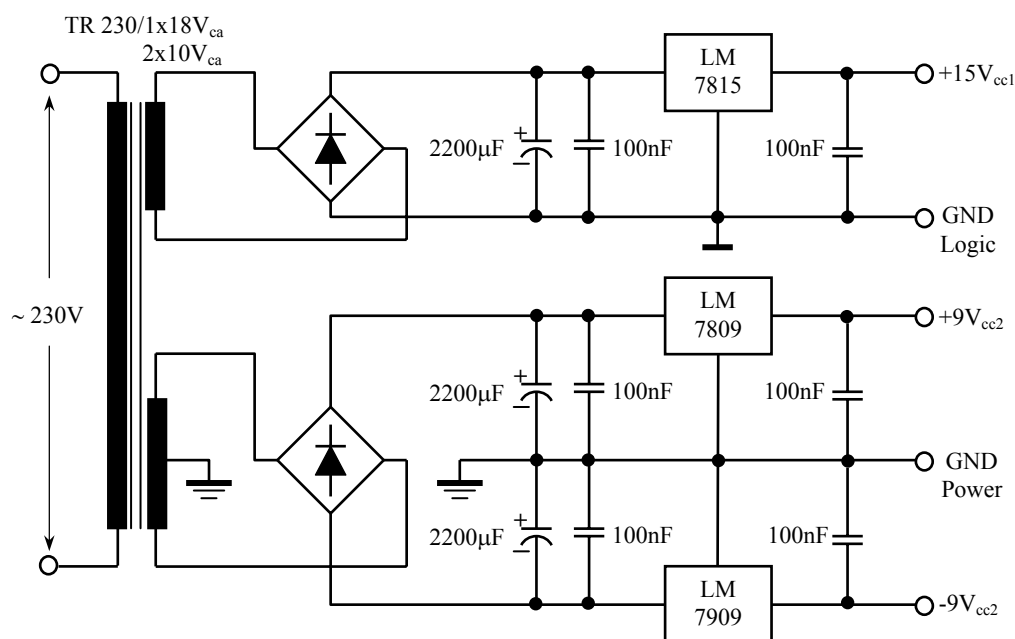 TR 230/1x18Vca
2x10Vca
LM
7815
+15Vcc1
+
2200µF
–
100nF
100nF
GND
Logic
~ 230V
LM
7809
+9Vcc2
+
2200µF
–
100nF
100nF
GND
Power
+
2200µF
–
100nF
100nF
LM
7909
-9Vcc2